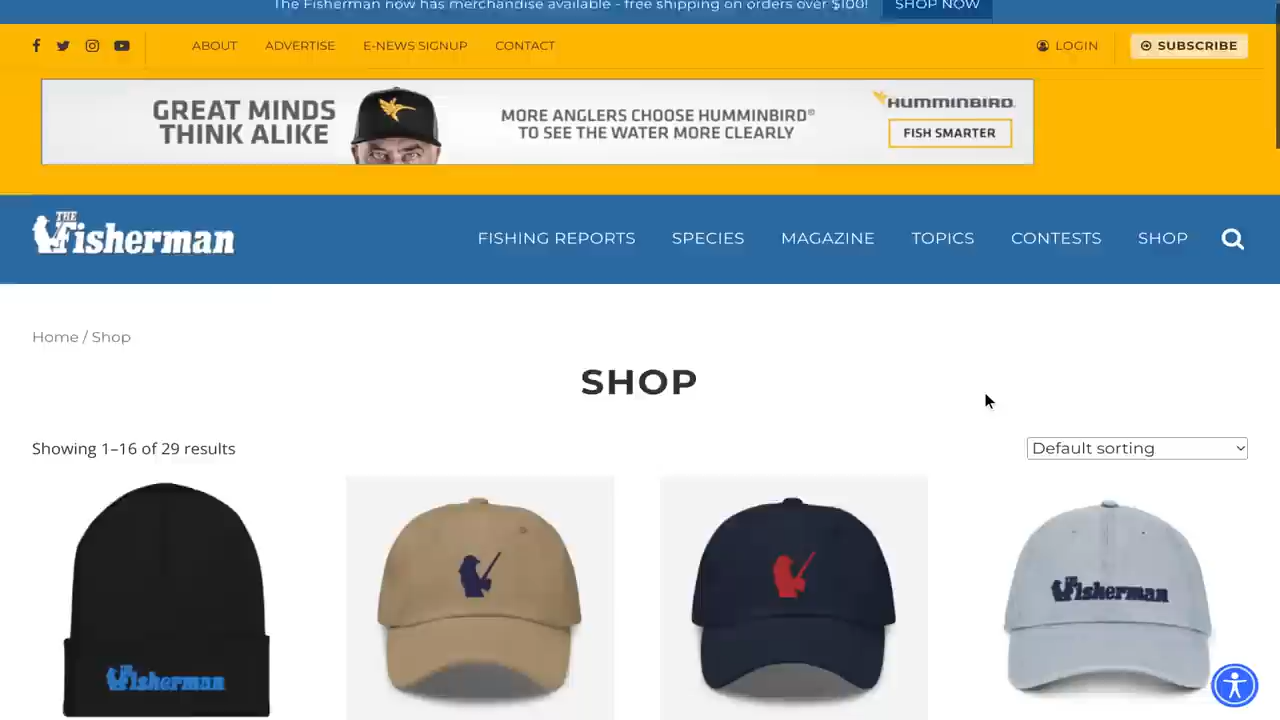 The Fisherman now has merchandise available - free shipping on orders over $100!
SHOP NOW
ABOUT
ADVERTISE
E-NEWS SIGNUP
CONTACT
LOGIN
SUBSCRIBE
GREAT MINDS
THINK ALIKE
MORE ANGLERS CHOOSE HUMMINBIRD®
TO SEE THE WATER MORE CLEARLY
HUMMINBIRD.
FISH SMARTER
THE
Fisherman
FISHING REPORTS
SPECIES
MAGAZINE
TOPICS
CONTESTS
SHOP
Home / Shop
SHOP
Showing 1–16 of 29 results
Default sorting
Fisherman
THE
Fisherman